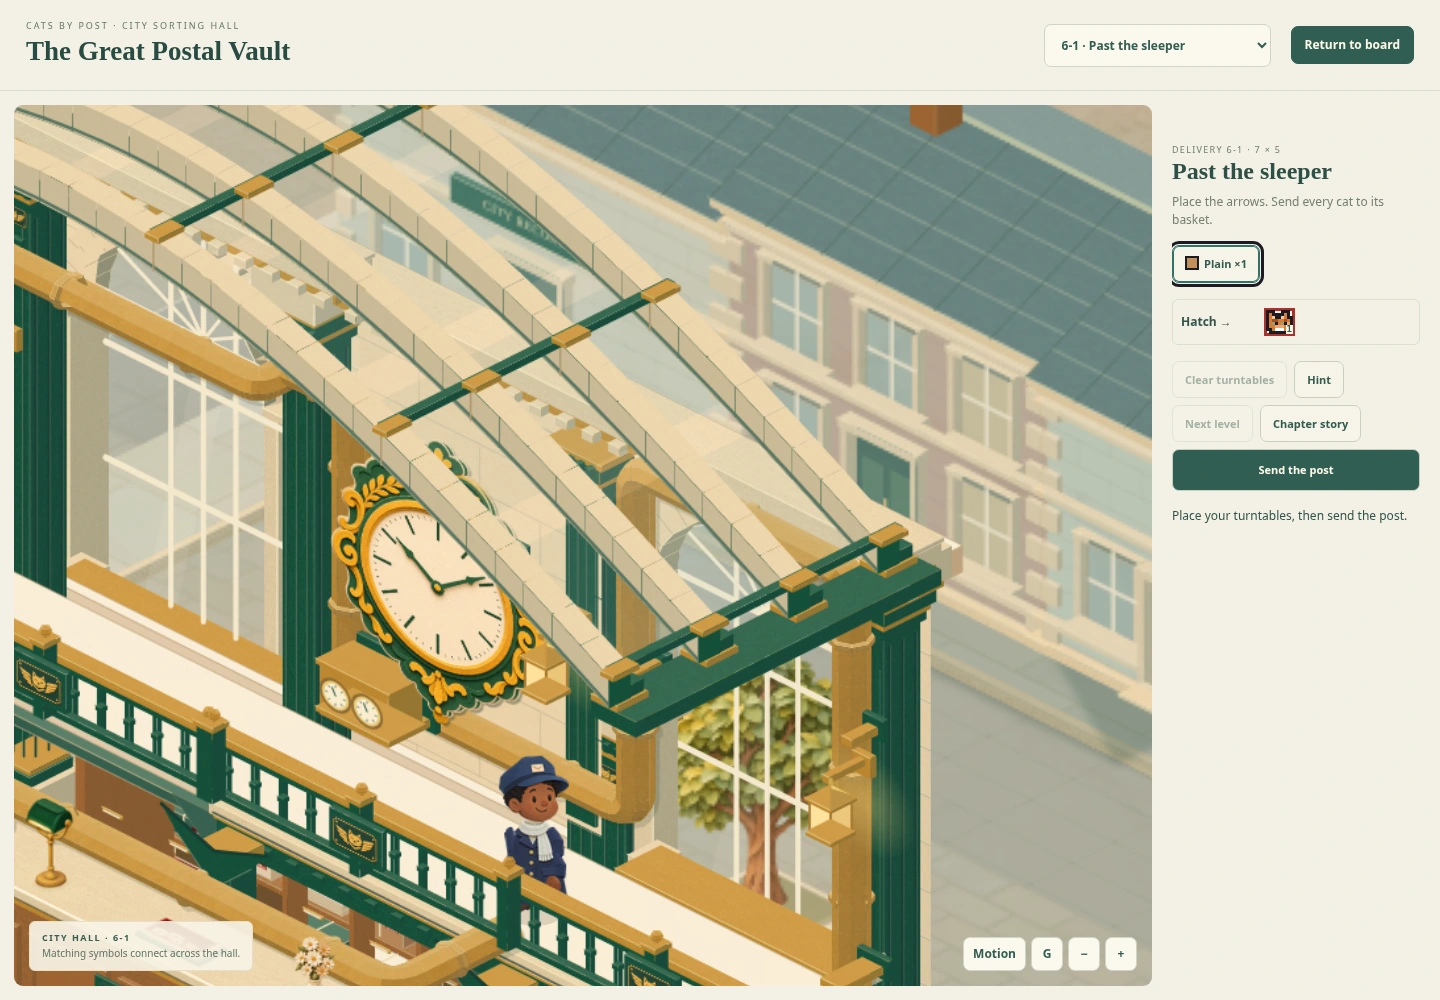 CATS BY POST · CITY SORTING HALL
The Great Postal Vault
6-1 · Past the sleeper
Return to board
DELIVERY 6-1 · 7 × 5
Past the sleeper
Place the arrows. Send every cat to its
basket.
Plain ×1
Hatch →
1
Clear turntables
Hint
Next level
Chapter story
Send the post
Place your turntables, then send the post.
CITY
CITY HALL · 6-1
Matching symbols connect across the hall.
Motion
G
−
+